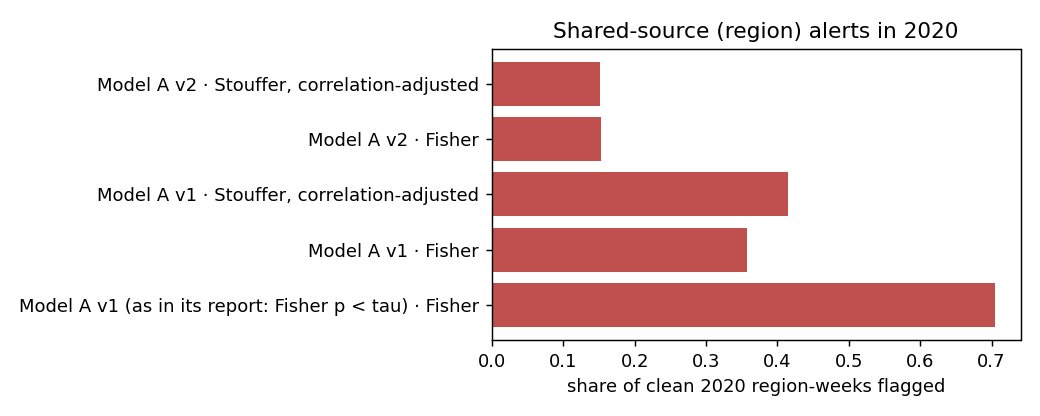 Shared-source (region) alerts in 2020
Model A v2 · Stouffer, correlation-adjusted
Model A v2 · Fisher
Model A v1 · Stouffer, correlation-adjusted
Model A v1 · Fisher
Model A v1 (as in its report: Fisher p < tau) · Fisher
0.0 0.1 0.2 0.3 0.4 0.5 0.6 0.7
share of clean 2020 region-weeks flagged